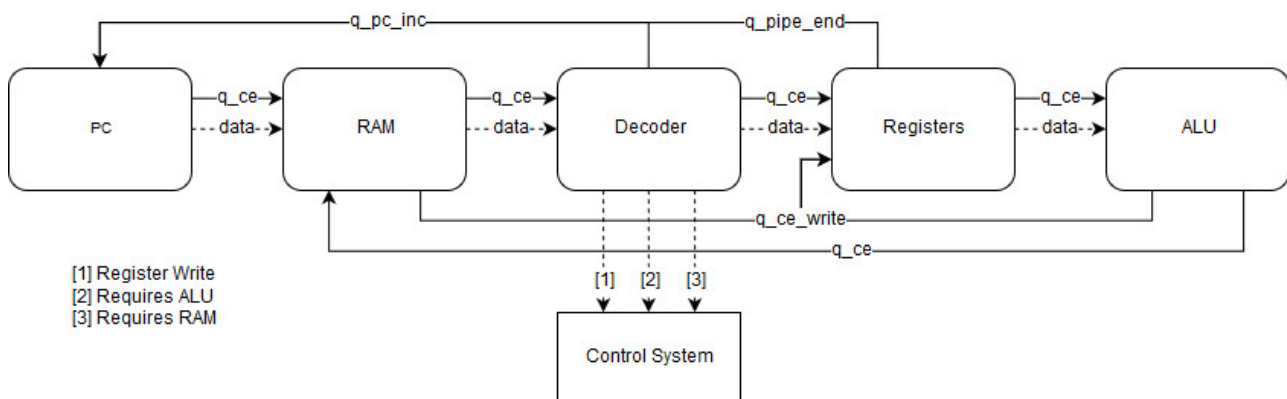 q_pc_inc
q_pipe_end
PC
q_ce
data
RAM
q_ce
data
Decoder
q_ce
data
Registers
q_ce
data
ALU
q_ce_write
q_ce
[1] Register Write
[2] Requires ALU
[3] Requires RAM
[1]
[2]
[3]
Control System